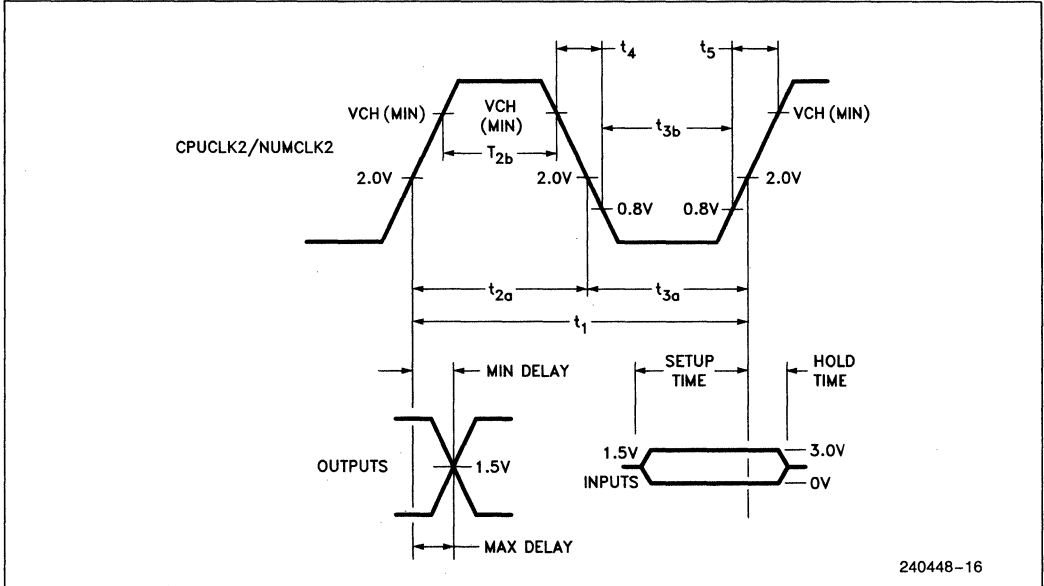 t4
t5
VCH (MIN)
VCH
(MIN)
VCH (MIN)
t3b
CPUCLK2/NUMCLK2
T2b
2.0V
2.0V
2.0V
0.8V
0.8V
t2a
t3a
t1
MIN DELAY
SETUP
TIME
HOLD
TIME
OUTPUTS
1.5V
1.5V
3.0V
INPUTS
0V
MAX DELAY
240448-16